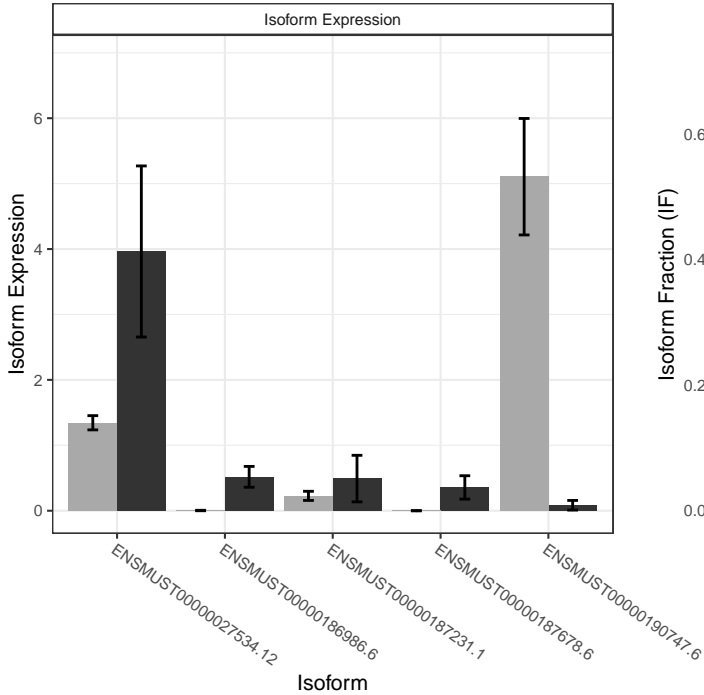 Isoform Expression
Isoform Expression
6
4
2
0
ENSMUST00000027534.12
ENSMUST00000186986.6
ENSMUST00000187231.1
ENSMUST00000187678.6
ENSMUST00000190747.6
Isoform
Isoform Fraction (IF)
0.6
0.4
0.2
0.0